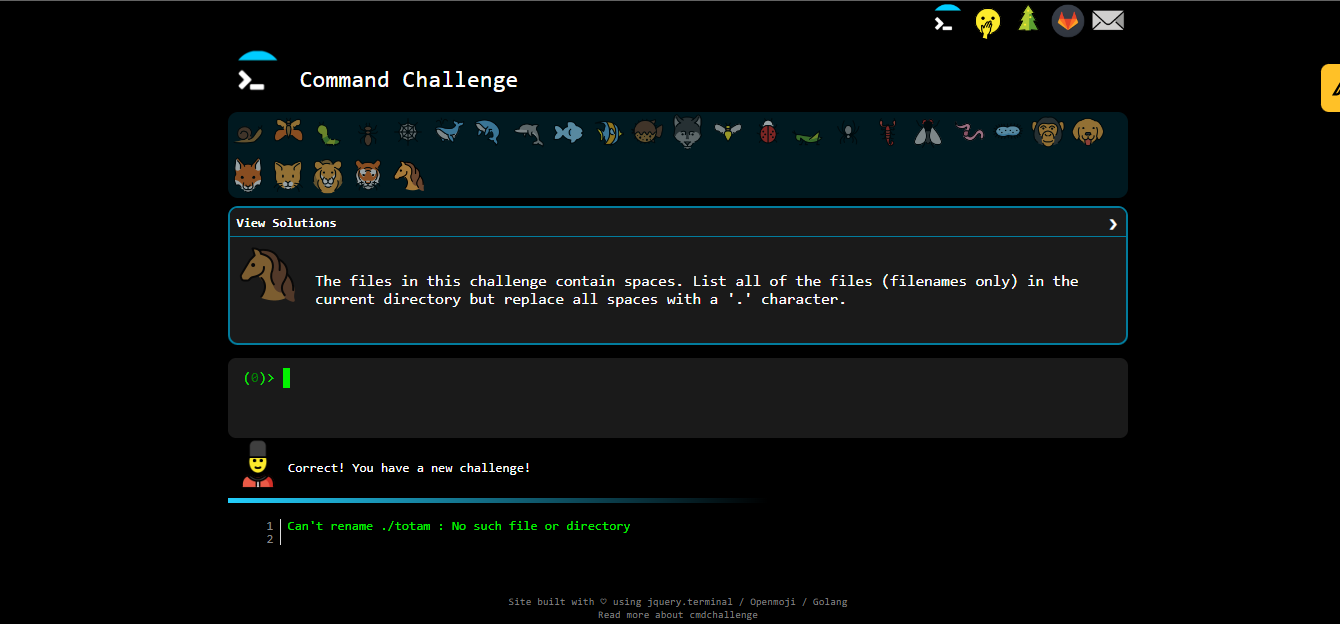 Command Challenge
View Solutions
The files in this challenge contain spaces. List all of the files (filenames only) in the
current directory but replace all spaces with a '.' character.
(0)>
Correct! You have a new challenge!
1 Can't rename ./totam : No such file or directory
2
Site built with ♡ using jquery.terminal / Openmoji / Golang
Read more about cmdchallenge